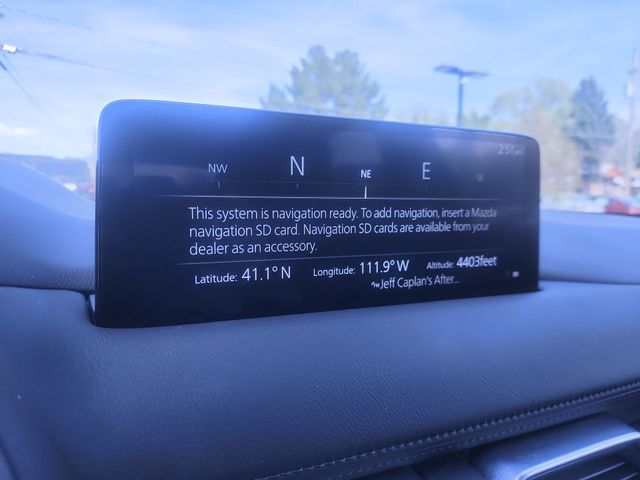 2:51 pm
NW N NE E SE
This system is navigation ready. To add navigation, insert a Mazda
navigation SD card. Navigation SD cards are available from your
dealer as an accessory.
Latitude: 41.1° N Longitude: 111.9° W Altitude: 4403feet
Jeff Caplan's After...